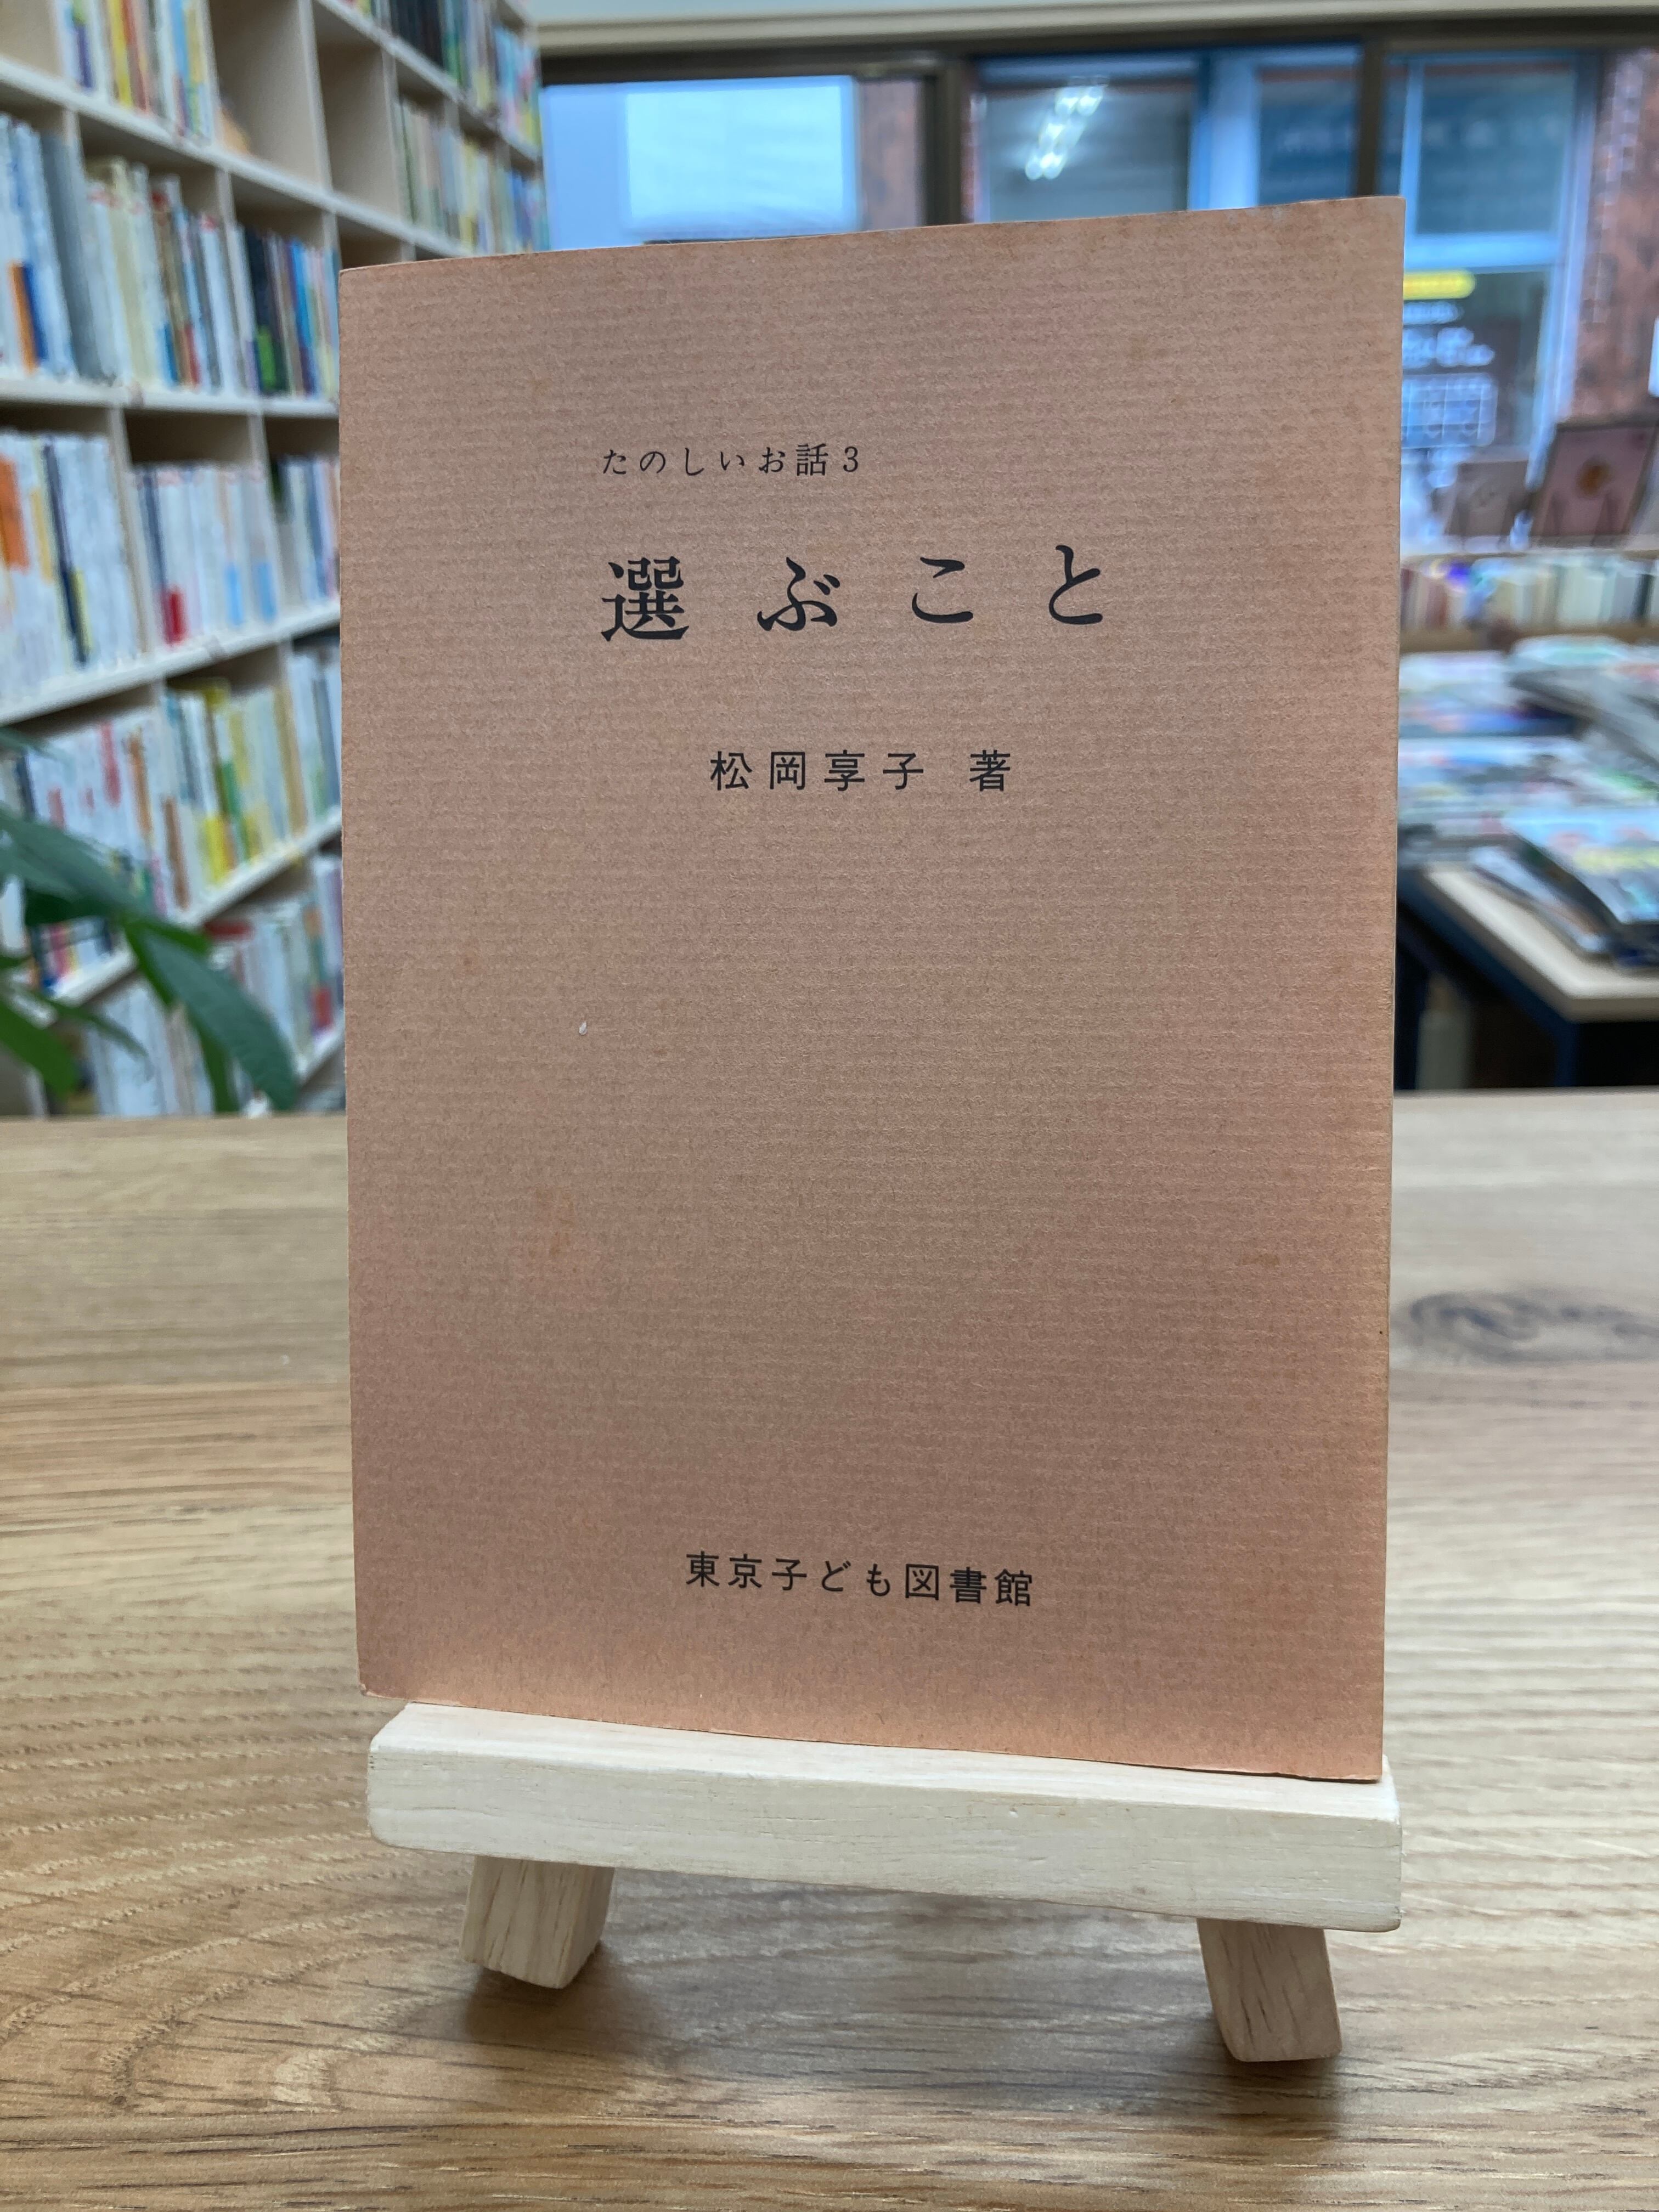 たのしいお話3
選ぶこと
松岡享子 著
東京子ども図書館